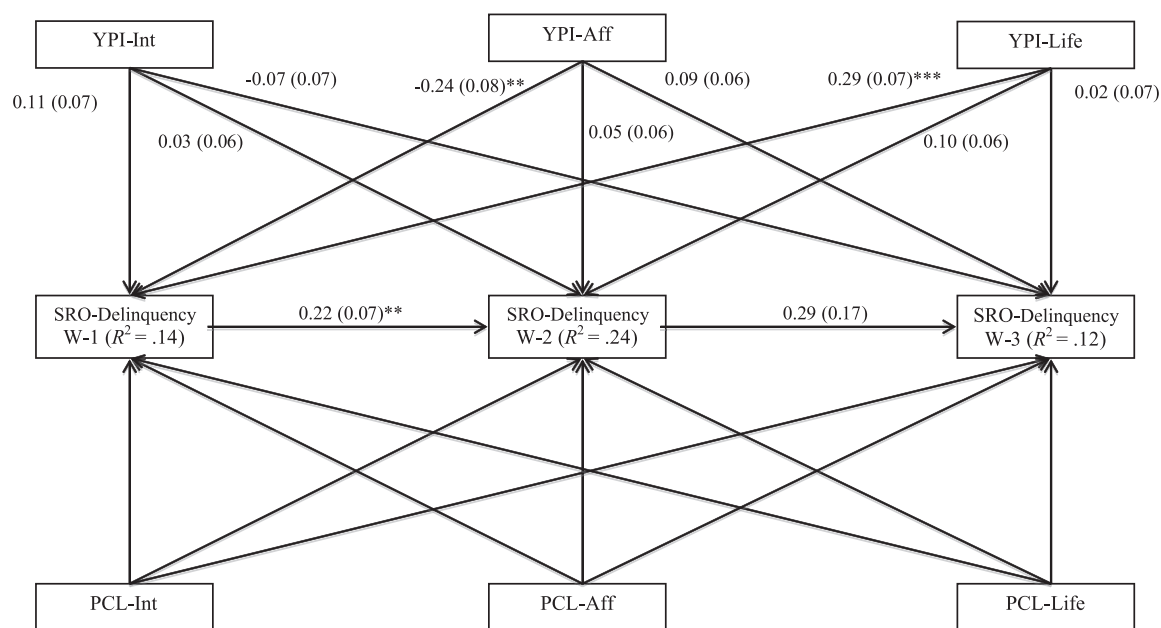 YPI-Int
YPI-Aff
YPI-Life
-0.07 (0.07)
-0.24 (0.08)**
0.09 (0.06)
0.29 (0.07)***
0.11 (0.07)
0.02 (0.07)
0.03 (0.06)
0.05 (0.06)
0.10 (0.06)
SRO-Delinquency
W-1 (R² = .14)
0.22 (0.07)**
SRO-Delinquency
W-2 (R² = .24)
0.29 (0.17)
SRO-Delinquency
W-3 (R² = .12)
PCL-Int
PCL-Aff
PCL-Life